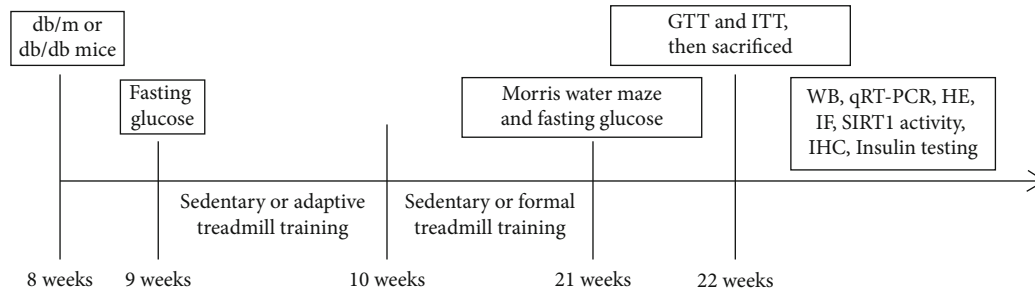 db/m or
db/db mice
Fasting
glucose
Morris water maze
and fasting glucose
GTT and ITT,
then sacrificed
WB, qRT-PCR, HE,
IF, SIRT1 activity,
IHC, Insulin testing
Sedentary or adaptive
treadmill training
Sedentary or formal
treadmill training
8 weeks
9 weeks
10 weeks
21 weeks
22 weeks